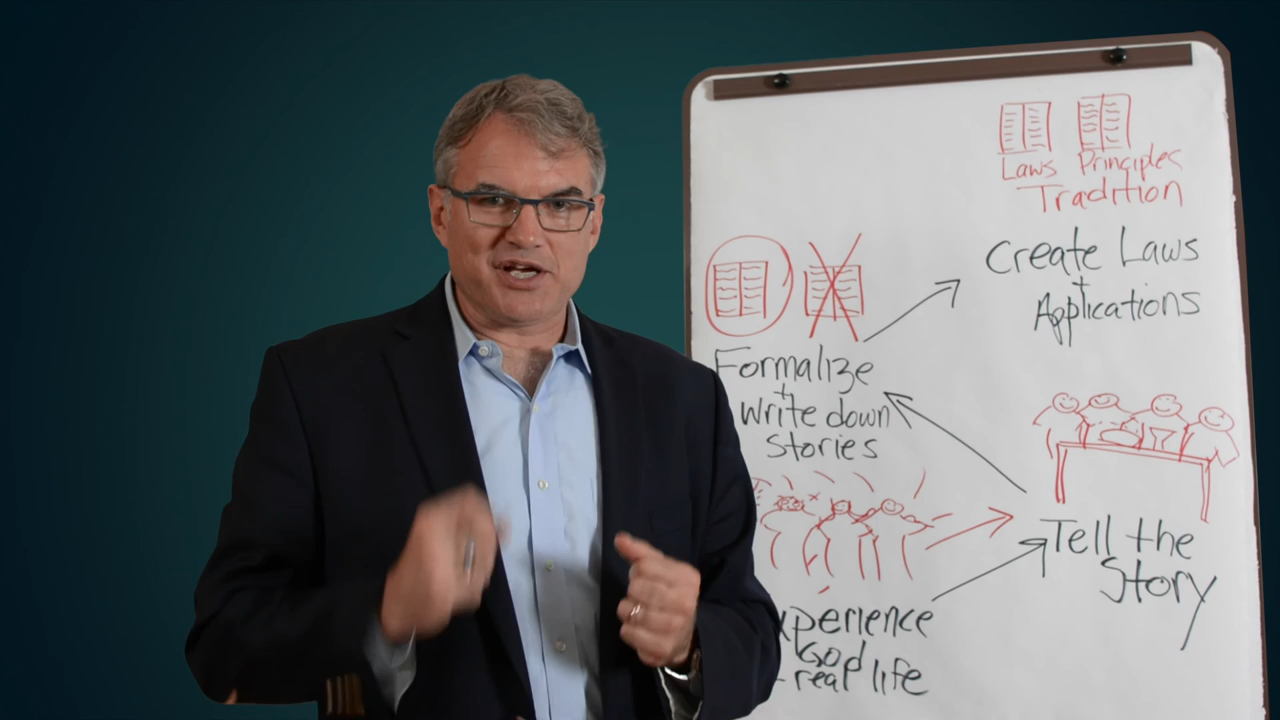 Laws Principles
Tradition
Create Laws
+
Applications
Formalize
+
Write down
Stories
Tell the
Story
xperience
God
real life